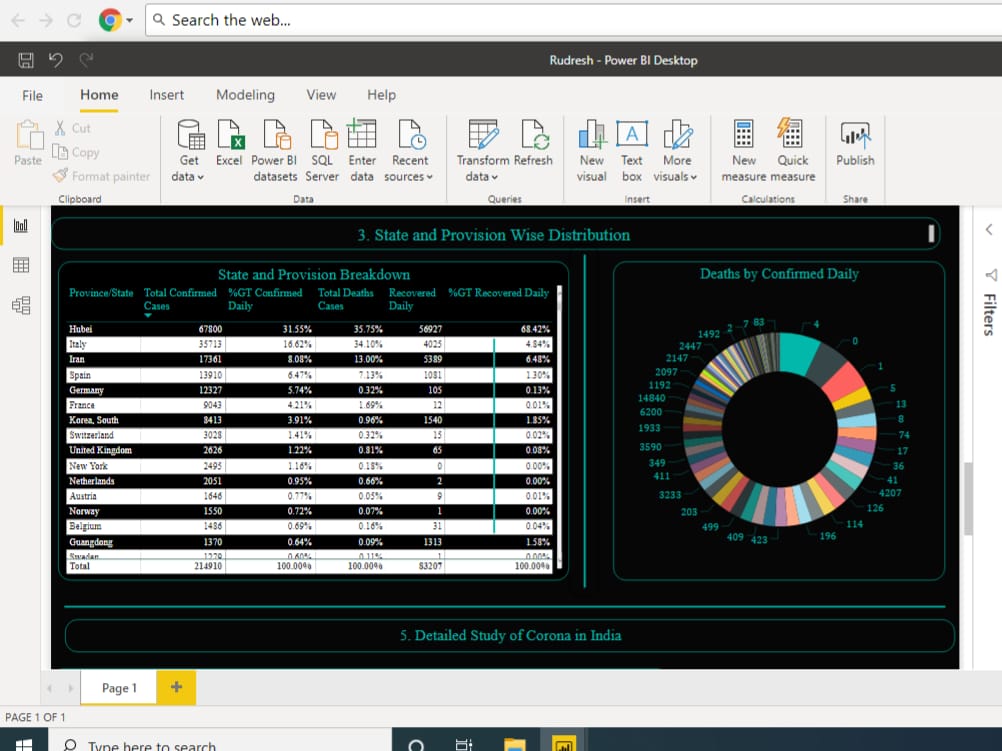 Search the web...
Rudresh - Power BI Desktop
File Home Insert Modeling View Help
Paste
Cut
Copy
Format painter
Get data
Excel
Power BI datasets
SQL Server
Enter data
Recent sources
Transform data
Refresh
New visual
Text box
More visuals
New measure
Quick measure
Publish
Clipboard Data Queries Insert Calculations Share
3. State and Provision Wise Distribution
State and Provision Breakdown
Province/State Total Confirmed Cases %GT Confirmed Daily Total Deaths Cases Recovered Daily %GT Recovered Daily
Hubei 67800 31.55% 35.75% 56927 68.42%
Italy 35713 16.62% 34.10% 4025 4.84%
Iran 17361 8.08% 13.00% 5389 6.48%
Spain 13910 6.47% 7.13% 1081 1.30%
Germany 12327 5.74% 0.32% 105 0.13%
France 9043 4.21% 1.69% 12 0.01%
Korea, South 8413 3.91% 0.96% 1540 1.85%
Switzerland 3028 1.41% 0.32% 15 0.02%
United Kingdom 2626 1.22% 0.81% 65 0.08%
New York 2495 1.16% 0.18% 0 0.00%
Netherlands 2051 0.95% 0.66% 2 0.00%
Austria 1646 0.77% 0.05% 9 0.01%
Norway 1550 0.72% 0.07% 1 0.00%
Belgium 1486 0.69% 0.16% 31 0.04%
Guangdong 1370 0.64% 0.09% 1313 1.58%
Sweden 1279 0.60% 0.11% 1 0.00%
Total 214910 100.00% 100.00% 83207 100.00%
Deaths by Confirmed Daily
4
0
1
5
13
8
74
17
36
41
4207
126
114
196
423
409
499
203
3233
411
349
3590
1933
6200
14840
1192
2097
2147
2447
1492
2
7
83
Filters
5. Detailed Study of Corona in India
Page 1
PAGE 1 OF 1
Type here to search